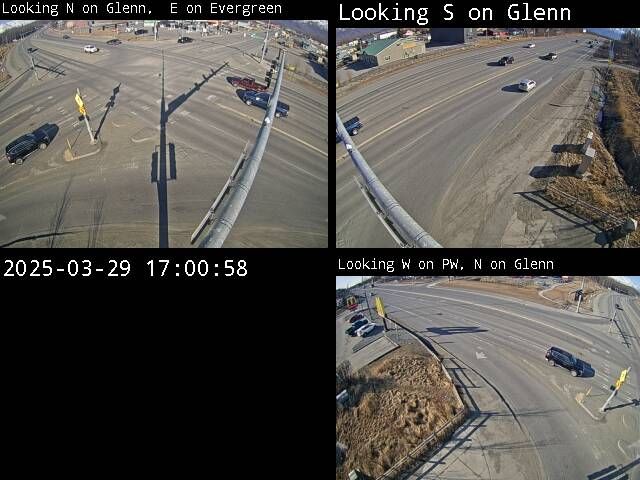 Looking N on Glenn,  E on Evergreen
Looking S on Glenn
2025-03-29 17:00:58
Looking W on PW, N on Glenn